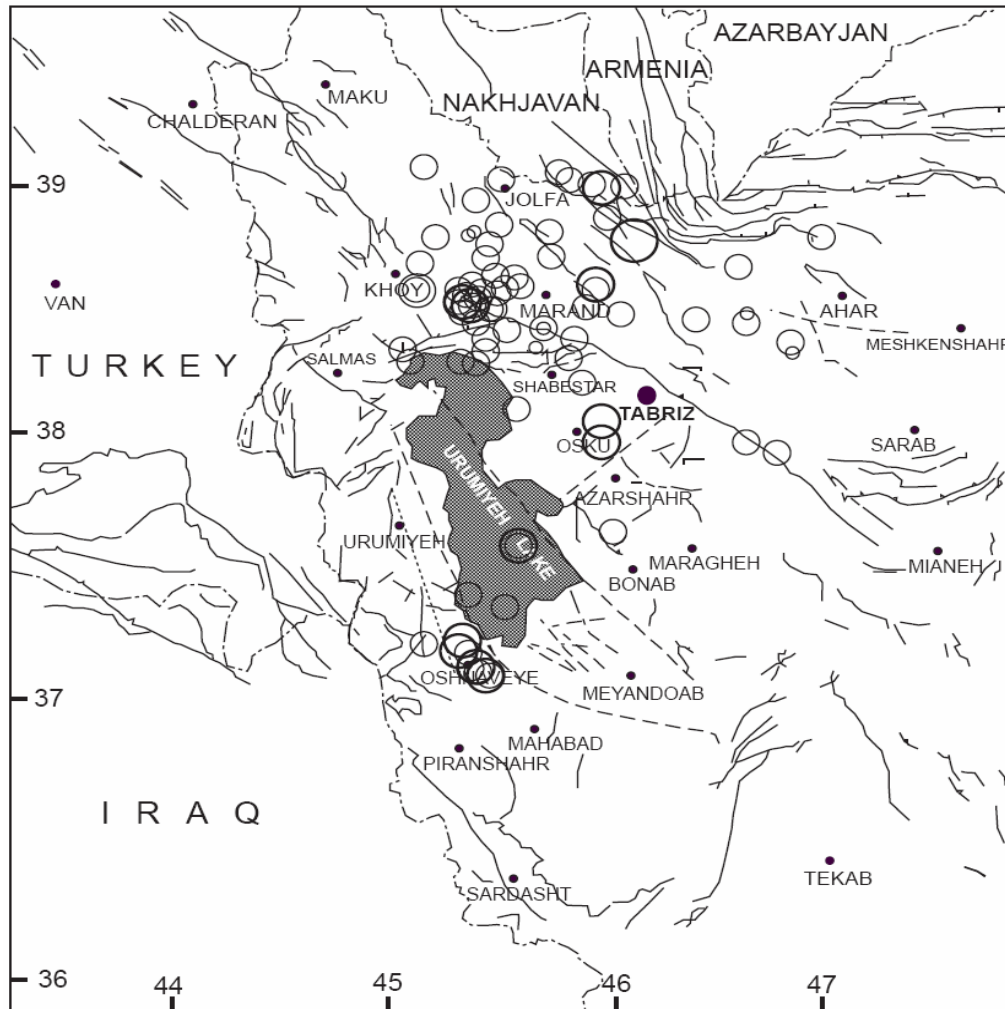 AZARBAYJAN
ARMENIA
NAKHJAVAN
MAKU
CHALDERAN
39
JOLFA
KHOY
VAN
MARAND
AHAR
MESHKENSHAHR
TURKEY
SALMAS
SHABESTAR
TABRIZ
38
OSKU
SARAB
URUMIYEH LAKE
AZARSHAHR
URUMIYEH
MARAGHEH
MIANEH
BONAB
OSHNAVEYE
37
MEYANDOAB
MAHABAD
PIRANSHAHR
IRAQ
TEKAB
SARDASHT
36
44
45
46
47